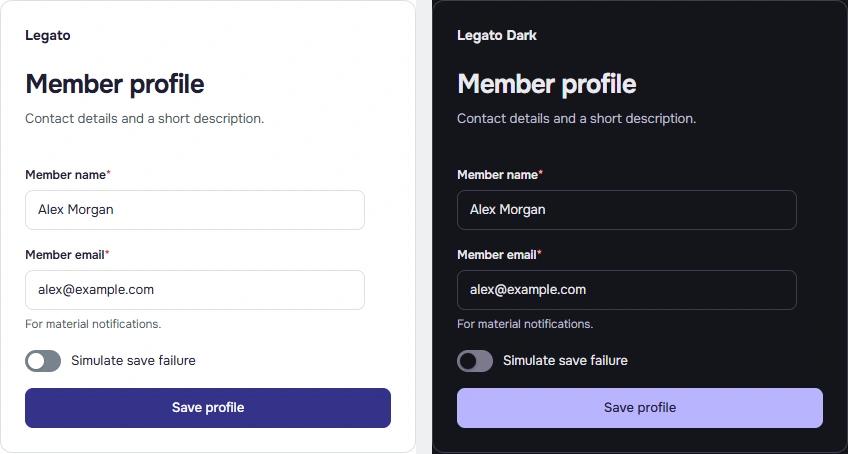 Legato
Member profile
Contact details and a short description.
Member name*
Alex Morgan
Member email*
alex@example.com
For material notifications.
Simulate save failure
Save profile
Legato Dark
Member profile
Contact details and a short description.
Member name*
Alex Morgan
Member email*
alex@example.com
For material notifications.
Simulate save failure
Save profile